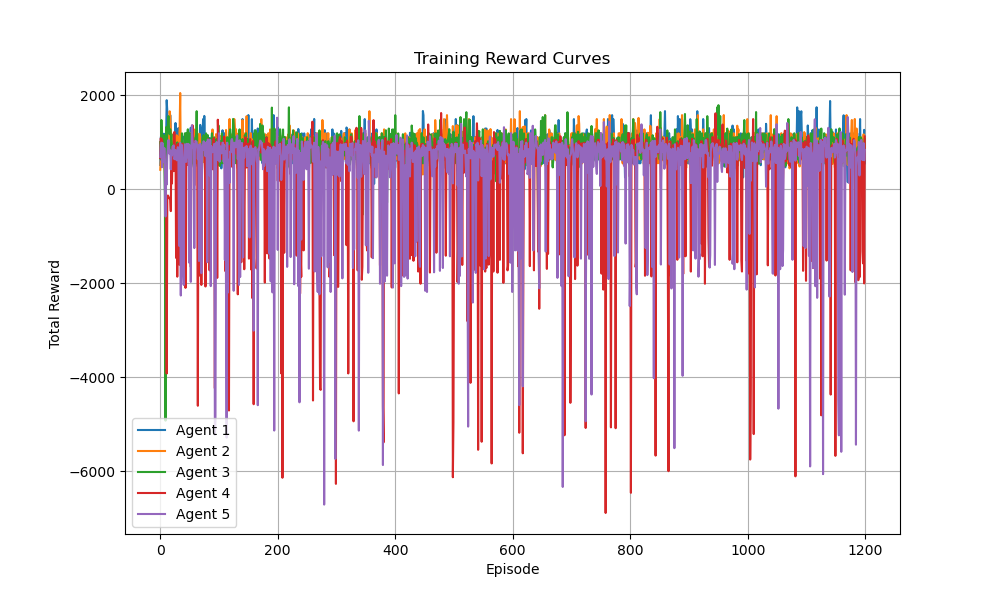 Training Reward Curves
Total Reward
2000
0
−2000
−4000
−6000
Agent 1
Agent 2
Agent 3
Agent 4
Agent 5
0 200 400 600 800 1000 1200
Episode